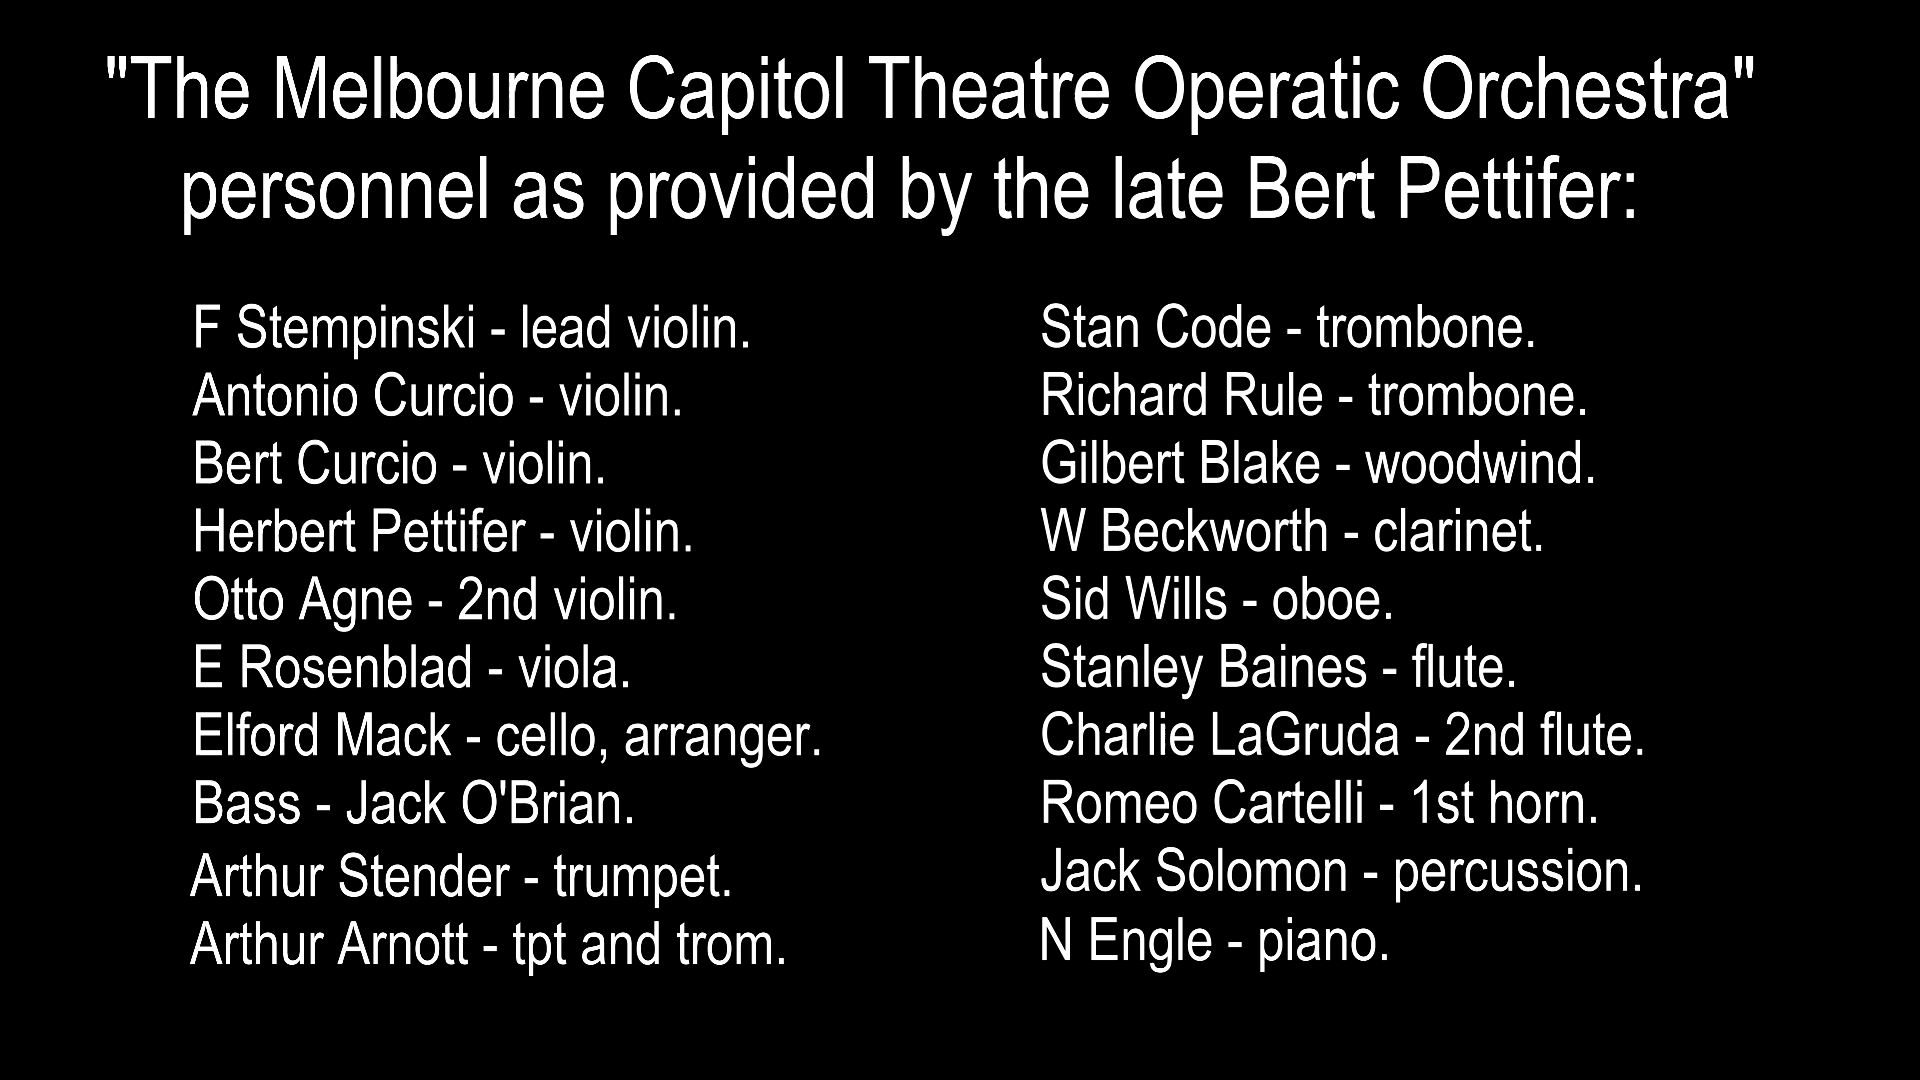 "The Melbourne Capitol Theatre Operatic Orchestra"
personnel as provided by the late Bert Pettifer:
F Stempinski - lead violin.
Antonio Curcio - violin.
Bert Curcio - violin.
Herbert Pettifer - violin.
Otto Agne - 2nd violin.
E Rosenblad - viola.
Elford Mack - cello, arranger.
Bass - Jack O'Brian.
Arthur Stender - trumpet.
Arthur Arnott - tpt and trom.
Stan Code - trombone.
Richard Rule - trombone.
Gilbert Blake - woodwind.
W Beckworth - clarinet.
Sid Wills - oboe.
Stanley Baines - flute.
Charlie LaGruda - 2nd flute.
Romeo Cartelli - 1st horn.
Jack Solomon - percussion.
N Engle - piano.